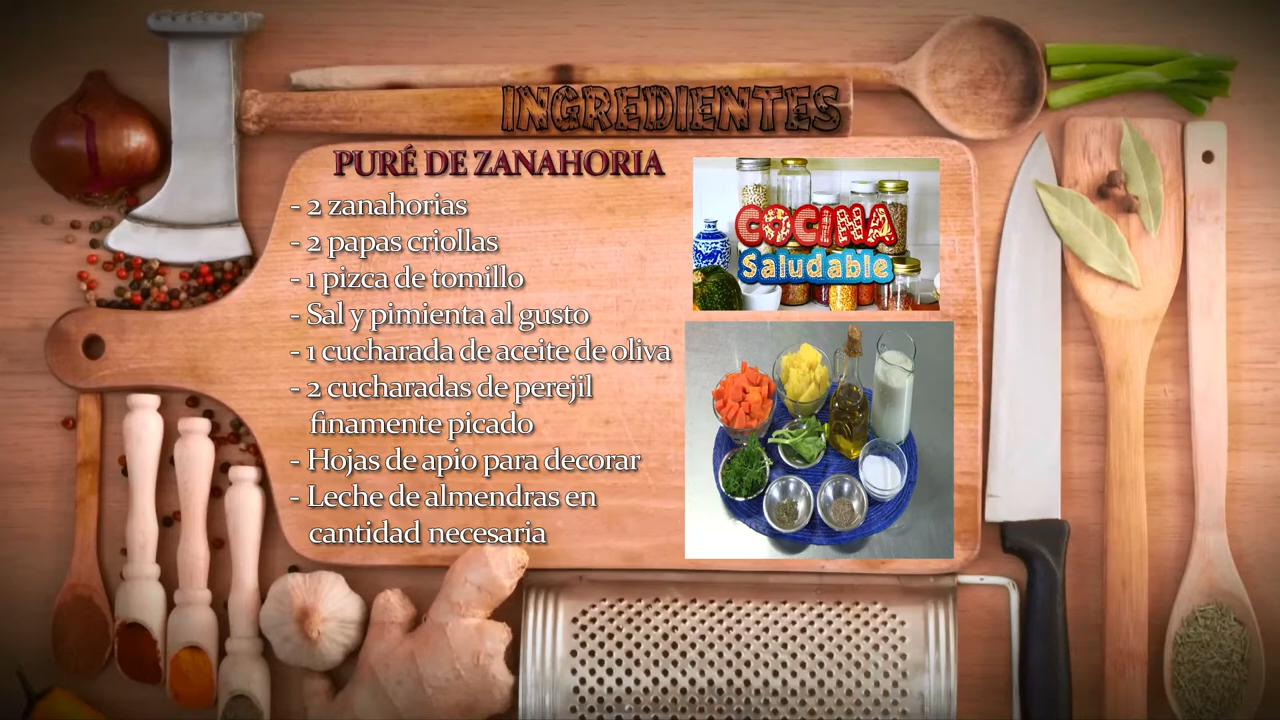 INGREDIENTES
PURÉ DE ZANAHORIA
- 2 zanahorias
- 2 papas criollas
- 1 pizca de tomillo
- Sal y pimienta al gusto
- 1 cucharada de aceite de oliva
- 2 cucharadas de perejil
finamente picado
- Hojas de apio para decorar
- Leche de almendras en
cantidad necesaria
COCINA
Saludable